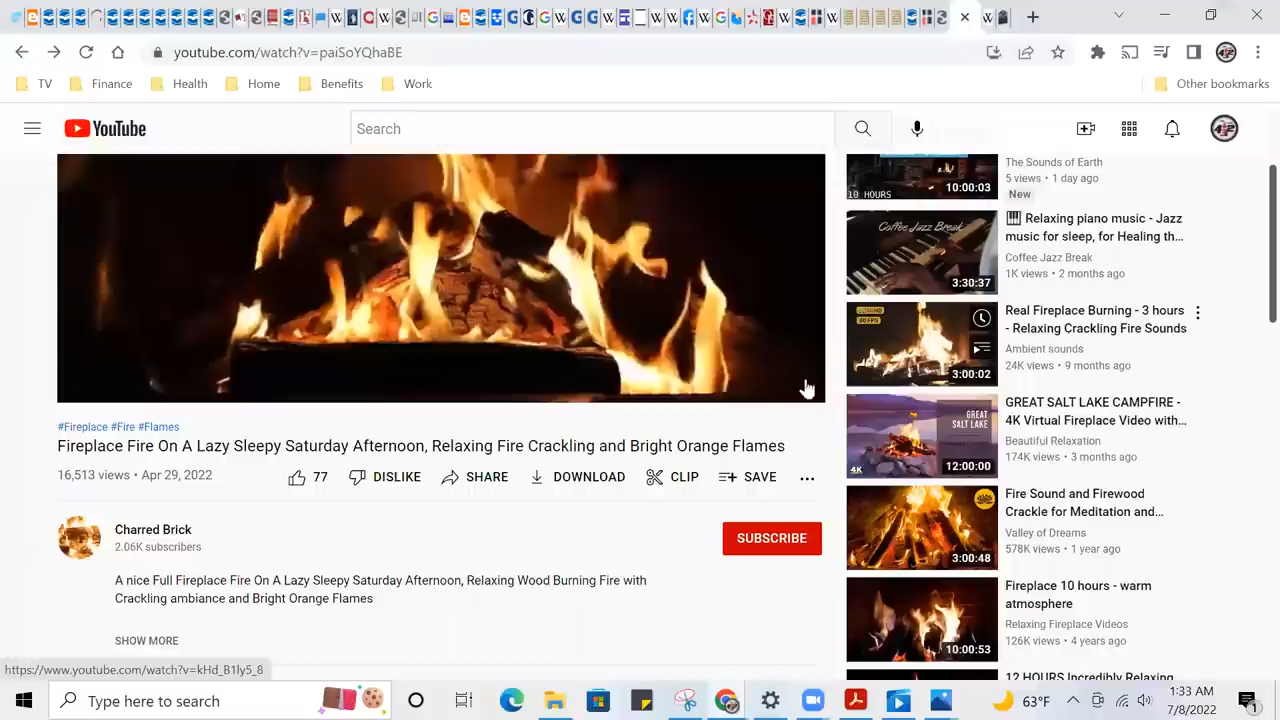 youtube.com/watch?v=paiSoYQhaBE
TV
Finance
Health
Home
Benefits
Work
Other bookmarks
YouTube
Search
10 HOURS
10:00:03
The Sounds of Earth
5 views • 1 day ago
New
Coffee Jazz Break
3:30:37
Relaxing piano music - Jazz
music for sleep, for Healing th...
Coffee Jazz Break
1K views • 2 months ago
3:00:02
Real Fireplace Burning - 3 hours
- Relaxing Crackling Fire Sounds
Ambient sounds
24K views • 9 months ago
GREAT
SALT LAKE
CAMPFIRE
4K
12:00:00
GREAT SALT LAKE CAMPFIRE -
4K Virtual Fireplace Video with...
Beautiful Relaxation
174K views • 3 months ago
3:00:48
Fire Sound and Firewood
Crackle for Meditation and...
Valley of Dreams
578K views • 1 year ago
10:00:53
Fireplace 10 hours - warm
atmosphere
Relaxing Fireplace Videos
126K views • 4 years ago
12 HOURS Incredibly Relaxing
#Fireplace #Fire #Flames
Fireplace Fire On A Lazy Sleepy Saturday Afternoon, Relaxing Fire Crackling and Bright Orange Flames
16,513 views • Apr 29, 2022
77
DISLIKE
SHARE
DOWNLOAD
CLIP
SAVE
Charred Brick
2.06K subscribers
SUBSCRIBE
A nice Full Fireplace Fire On A Lazy Sleepy Saturday Afternoon, Relaxing Wood Burning Fire with
Crackling ambiance and Bright Orange Flames
SHOW MORE
https://www.youtube.com/watch?v=kHd_B1ly5_8
Type here to search
63°F
1:33 AM
7/8/2022
1